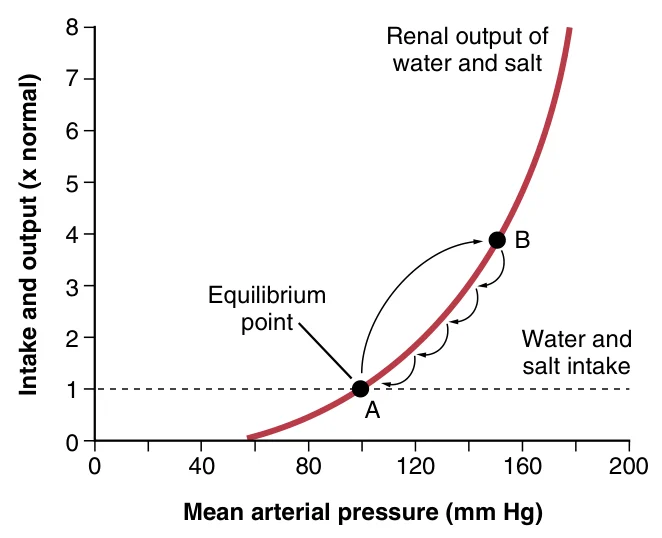 Renal output of
water and salt
Intake and output (x normal)
8
7
6
5
4
3
2
1
0
B
Equilibrium
point
Water and
salt intake
A
0
40
80
120
160
200
Mean arterial pressure (mm Hg)